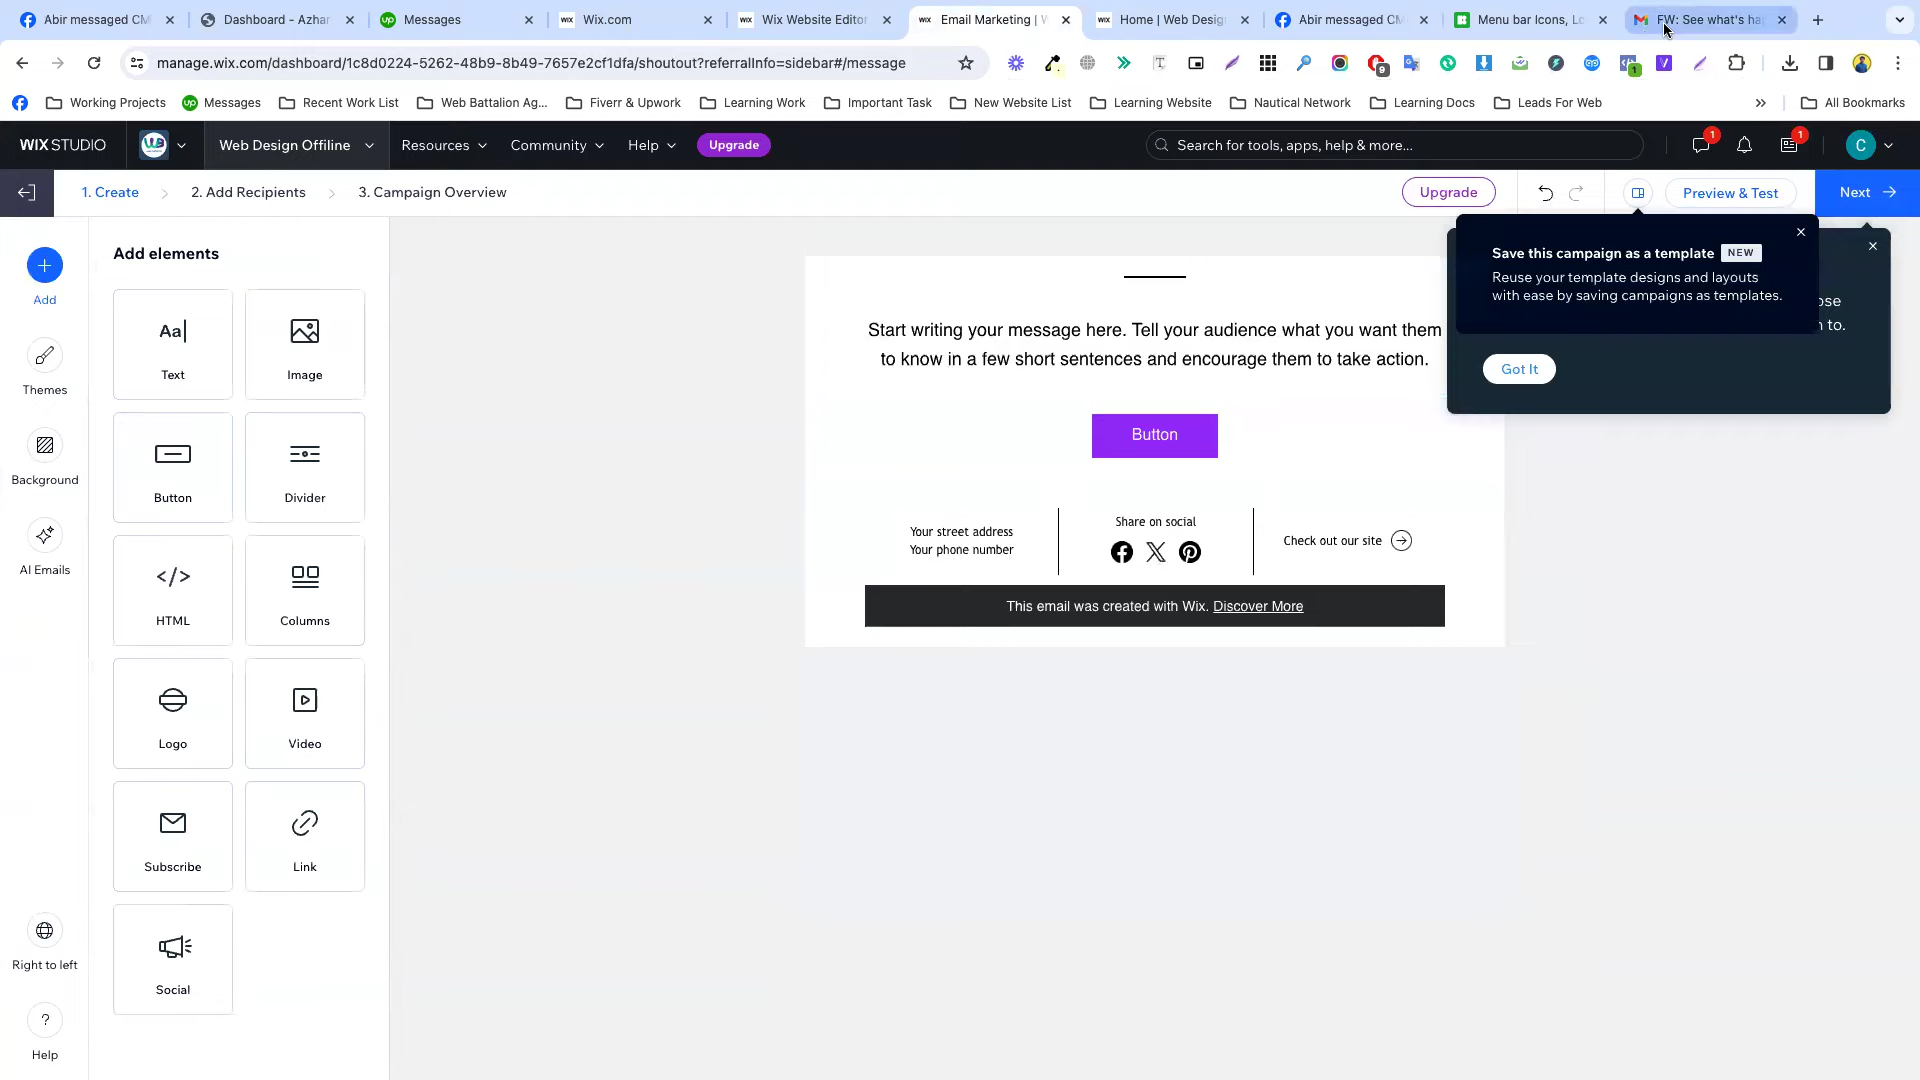 Abir messaged CM
Dashboard - Azhar
Messages
Wix.com
Wix Website Editor
Email Marketing | W
Home | Web Design
Abir messaged CM
Menu bar Icons, Lo
FW: See what's ha
manage.wix.com/dashboard/1c8d0224-5262-48b9-8b49-7657e2cf1dfa/shoutout?referralInfo=sidebar#/message
Working Projects
Messages
Recent Work List
Web Battalion Ag...
Fiverr & Upwork
Learning Work
Important Task
New Website List
Learning Website
Nautical Network
Learning Docs
Leads For Web
All Bookmarks
WIX STUDIO
Web Design Offiline
Resources
Community
Help
Upgrade
Search for tools, apps, help & more...
1
1
C
1. Create
2. Add Recipients
3. Campaign Overview
Upgrade
Preview & Test
Next
Add
Themes
Background
AI Emails
Right to left
Help
Add elements
Text
Image
Button
Divider
HTML
Columns
Logo
Video
Subscribe
Link
Social
Start writing your message here. Tell your audience what you want them
to know in a few short sentences and encourage them to take action.
Button
Your street address
Your phone number
Share on social
Check out our site
This email was created with Wix. Discover More
Save this campaign as a template NEW
Reuse your template designs and layouts
with ease by saving campaigns as templates.
to.
Got It